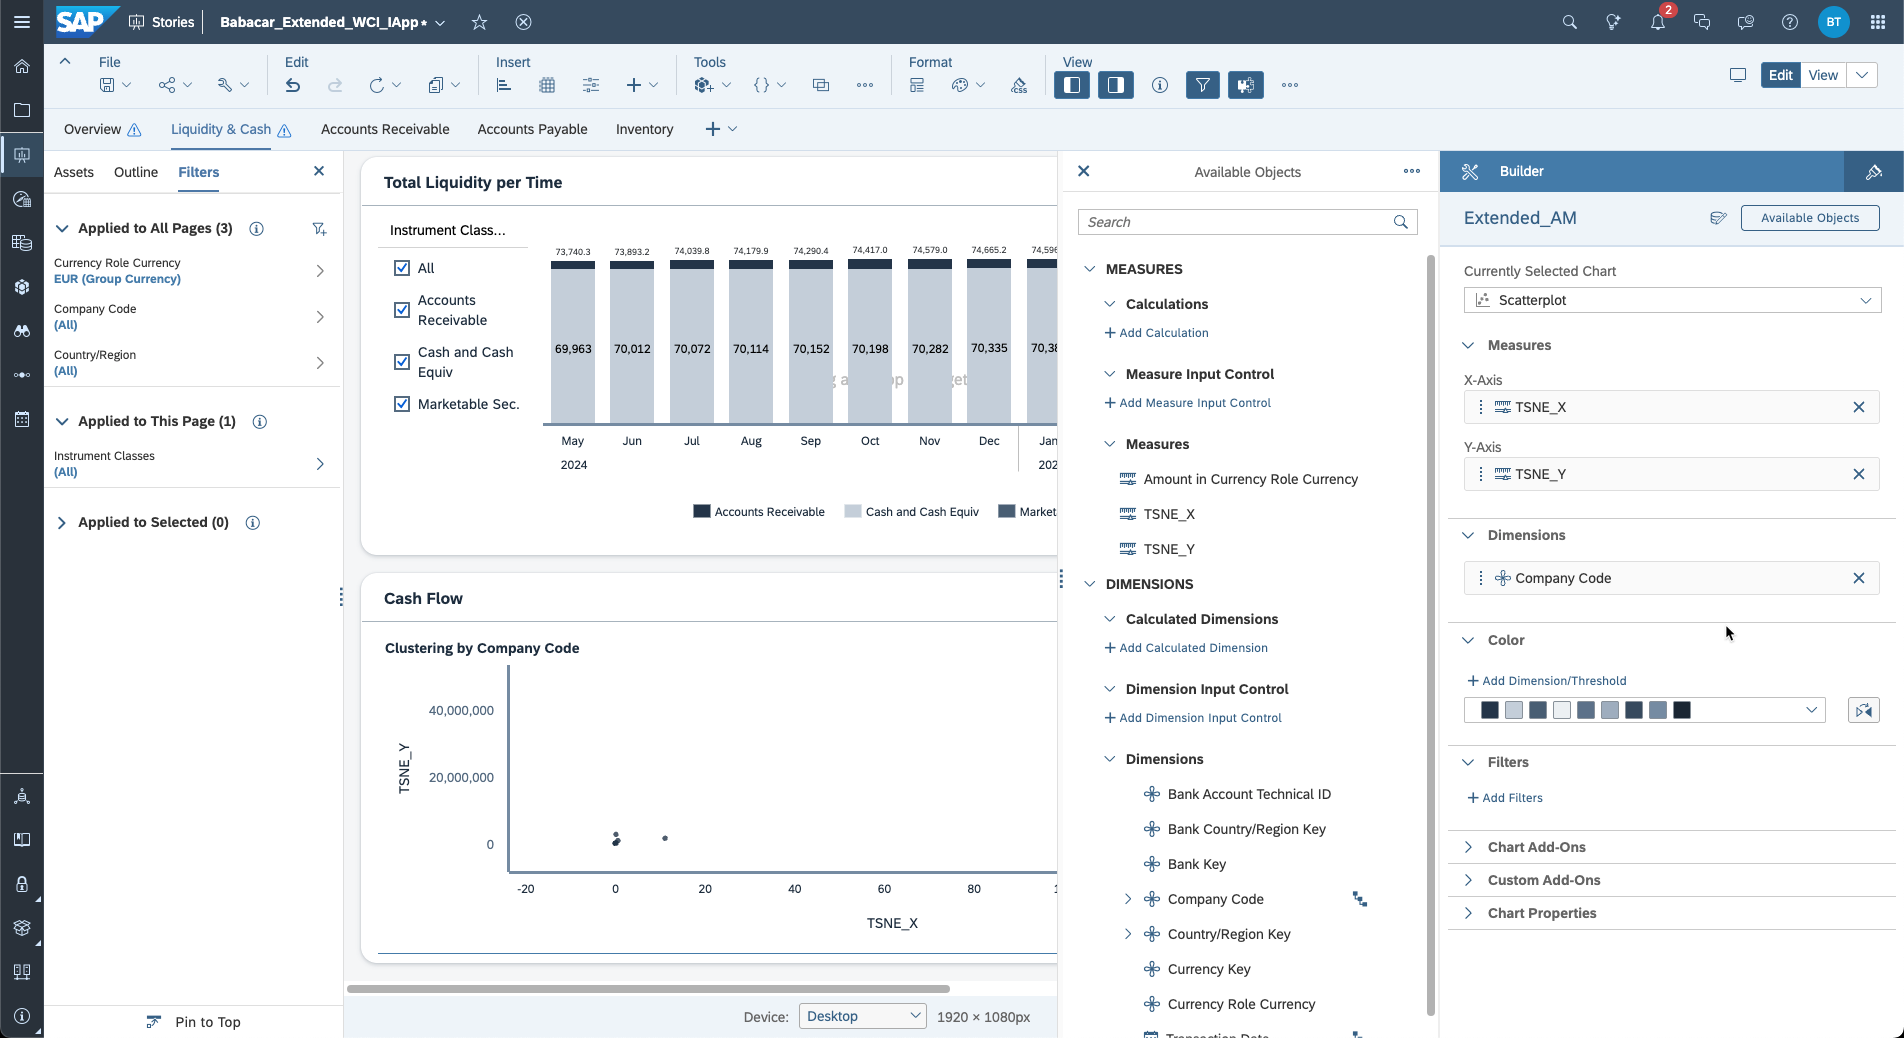 SAP
Stories
Babacar_Extended_WCI_IApp*
2
BT
File
Edit
Insert
Tools
Format
View
CSS
Edit
View
Overview
Liquidity & Cash
Accounts Receivable
Accounts Payable
Inventory
Assets
Outline
Filters
Applied to All Pages (3)
Currency Role Currency
EUR (Group Currency)
Company Code
(All)
Country/Region
(All)
Applied to This Page (1)
Instrument Classes
(All)
Applied to Selected (0)
Pin to Top
Total Liquidity per Time
Instrument Class...
All
Accounts
Receivable
Cash and Cash
Equiv
Marketable Sec.
73,740.3
73,893.2
74,039.8
74,179.9
74,290.4
74,417.0
74,579.0
74,665.2
74,596
69,963
70,012
70,072
70,114
70,152
70,198
70,282
70,335
70,38
May
Jun
Jul
Aug
Sep
Oct
Nov
Dec
Jan
2024
202
Accounts Receivable
Cash and Cash Equiv
Market
Cash Flow
Clustering by Company Code
TSNE_Y
40,000,000
20,000,000
0
-20
0
20
40
60
80
1
TSNE_X
Device:
Desktop
1920 × 1080px
Available Objects
Search
MEASURES
Calculations
+ Add Calculation
Measure Input Control
+ Add Measure Input Control
Measures
Amount in Currency Role Currency
TSNE_X
TSNE_Y
DIMENSIONS
Calculated Dimensions
+ Add Calculated Dimension
Dimension Input Control
+ Add Dimension Input Control
Dimensions
Bank Account Technical ID
Bank Country/Region Key
Bank Key
Company Code
Country/Region Key
Currency Key
Currency Role Currency
Transaction Date
Builder
Extended_AM
Available Objects
Currently Selected Chart
Scatterplot
Measures
X-Axis
TSNE_X
Y-Axis
TSNE_Y
Dimensions
Company Code
Color
+ Add Dimension/Threshold
Filters
+ Add Filters
Chart Add-Ons
Custom Add-Ons
Chart Properties